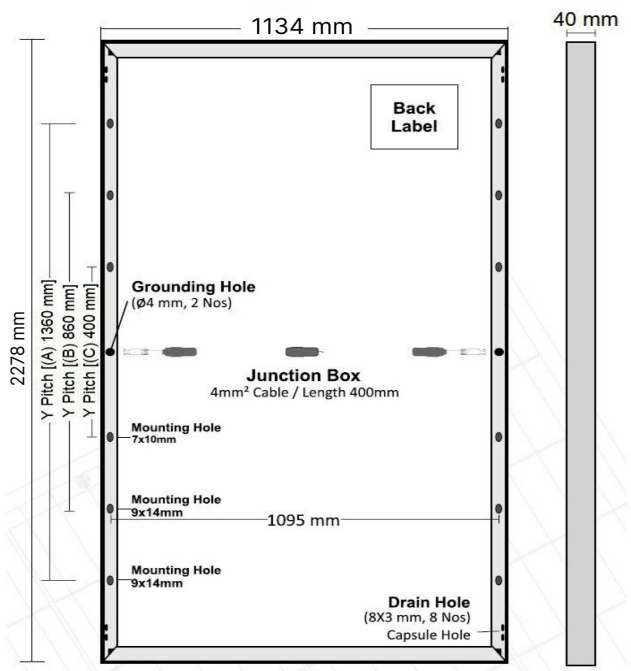 1134 mm
40 mm
Back
Label
2278 mm
Y Pitch [(A) 1360 mm]
Y Pitch [(B) 860 mm]
Y Pitch [(C) 400 mm]
Grounding Hole
(Ø4 mm, 2 Nos)
Junction Box
4mm² Cable / Length 400mm
Mounting Hole
7x10mm
Mounting Hole
9x14mm
1095 mm
Mounting Hole
9x14mm
Drain Hole
(8X3 mm, 8 Nos)
Capsule Hole